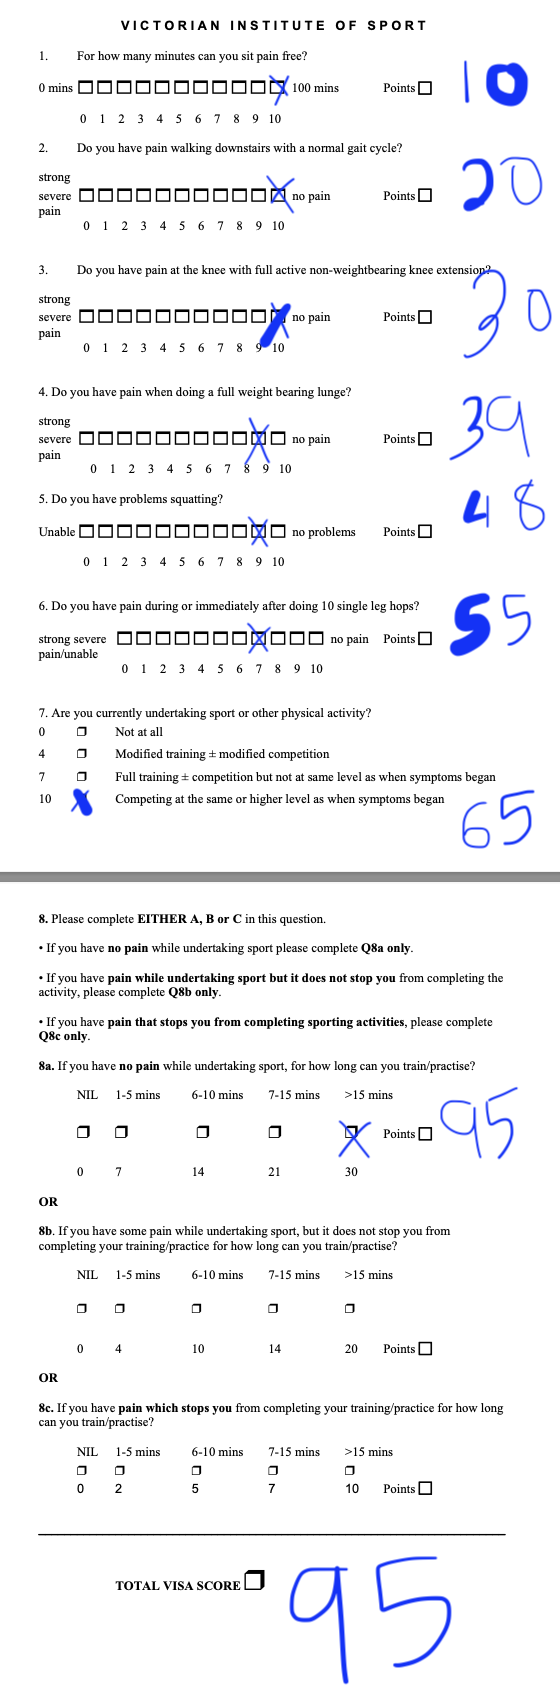 VICTORIAN INSTITUTE OF SPORT
1. For how many minutes can you sit pain free?
0 mins 100 mins Points 10
0 1 2 3 4 5 6 7 8 9 10
2. Do you have pain walking downstairs with a normal gait cycle?
strong
severe no pain Points 20
pain
0 1 2 3 4 5 6 7 8 9 10
3. Do you have pain at the knee with full active non-weightbearing knee extension?
strong
severe no pain Points 30
pain
0 1 2 3 4 5 6 7 8 9 10
4. Do you have pain when doing a full weight bearing lunge?
strong
severe no pain Points 39
pain
0 1 2 3 4 5 6 7 8 9 10
5. Do you have problems squatting?
Unable no problems Points 48
0 1 2 3 4 5 6 7 8 9 10
6. Do you have pain during or immediately after doing 10 single leg hops?
strong severe no pain Points 55
pain/unable
0 1 2 3 4 5 6 7 8 9 10
7. Are you currently undertaking sport or other physical activity?
0 Not at all
4 Modified training ± modified competition
7 Full training ± competition but not at same level as when symptoms began
10 Competing at the same or higher level as when symptoms began 65
8. Please complete EITHER A, B or C in this question.
• If you have no pain while undertaking sport please complete Q8a only.
• If you have pain while undertaking sport but it does not stop you from completing the
activity, please complete Q8b only.
• If you have pain that stops you from completing sporting activities, please complete
Q8c only.
8a. If you have no pain while undertaking sport, for how long can you train/practise?
NIL 1-5 mins 6-10 mins 7-15 mins >15 mins
Points 95
0 7 14 21 30
OR
8b. If you have some pain while undertaking sport, but it does not stop you from
completing your training/practice for how long can you train/practise?
NIL 1-5 mins 6-10 mins 7-15 mins >15 mins
0 4 10 14 20 Points
OR
8c. If you have pain which stops you from completing your training/practice for how long
can you train/practise?
NIL 1-5 mins 6-10 mins 7-15 mins >15 mins
0 2 5 7 10 Points
TOTAL VISA SCORE 95